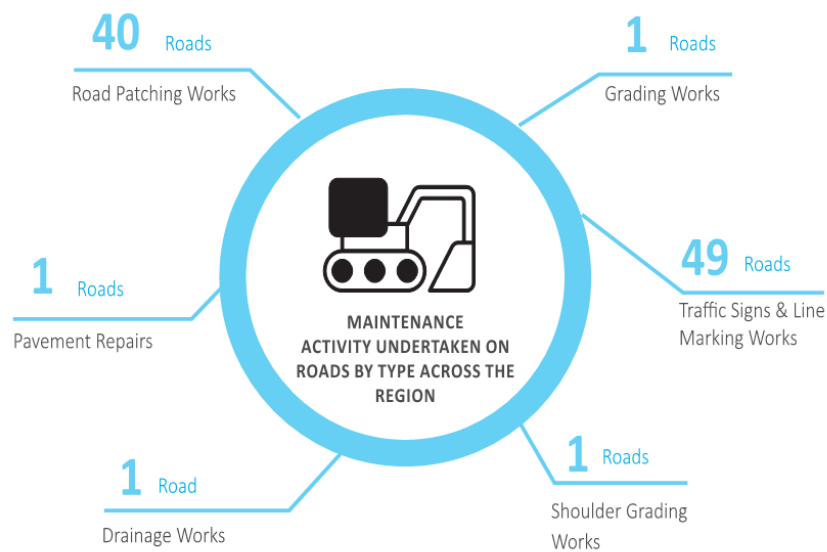 40 Roads
Road Patching Works
1 Roads
Grading Works
1 Roads
Pavement Repairs
49 Roads
Traffic Signs & Line
Marking Works
MAINTENANCE
ACTIVITY UNDERTAKEN ON
ROADS BY TYPE ACROSS THE
REGION
1 Road
Drainage Works
1 Roads
Shoulder Grading
Works